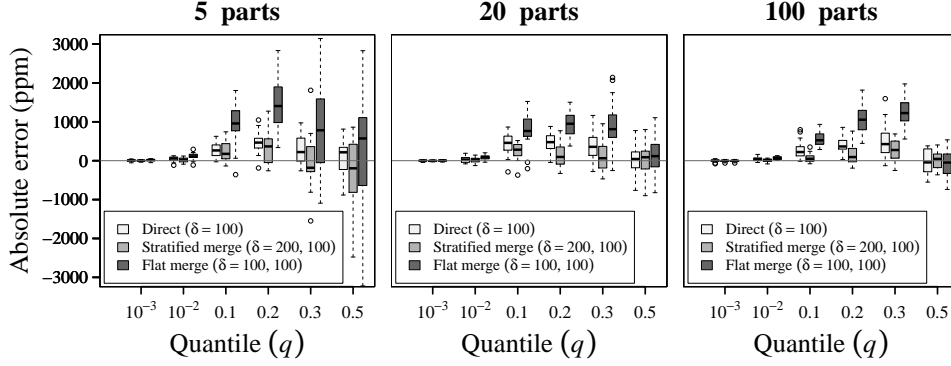 5 parts
20 parts
100 parts
Absolute error (ppm)
3000
2000
1000
0
−1000
−2000
−3000
Direct (δ = 100)
Stratified merge (δ = 200, 100)
Flat merge (δ = 100, 100)
Direct (δ = 100)
Stratified merge (δ = 200, 100)
Flat merge (δ = 100, 100)
Direct (δ = 100)
Stratified merge (δ = 200, 100)
Flat merge (δ = 100, 100)
10⁻³ 10⁻² 0.1 0.2 0.3 0.5
10⁻³ 10⁻² 0.1 0.2 0.3 0.5
10⁻³ 10⁻² 0.1 0.2 0.3 0.5
Quantile (q)
Quantile (q)
Quantile (q)